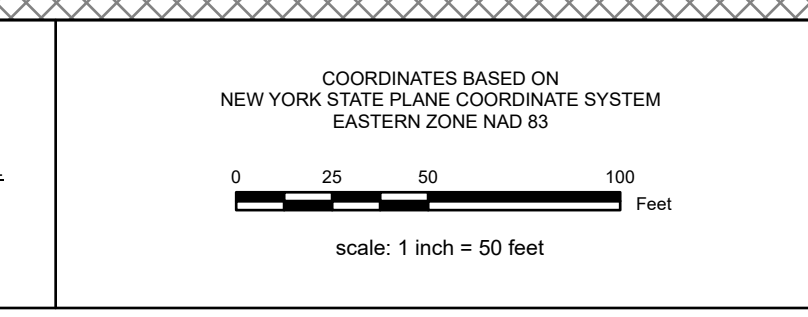 COORDINATES BASED ON
NEW YORK STATE PLANE COORDINATE SYSTEM
EASTERN ZONE NAD 83
0 25 50 100
Feet
scale: 1 inch = 50 feet